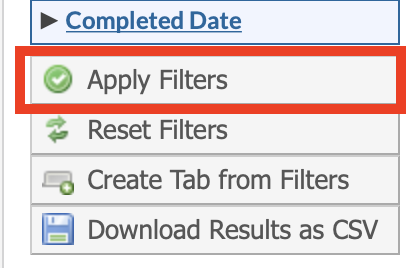 Completed Date
Apply Filters
Reset Filters
Create Tab from Filters
Download Results as CSV